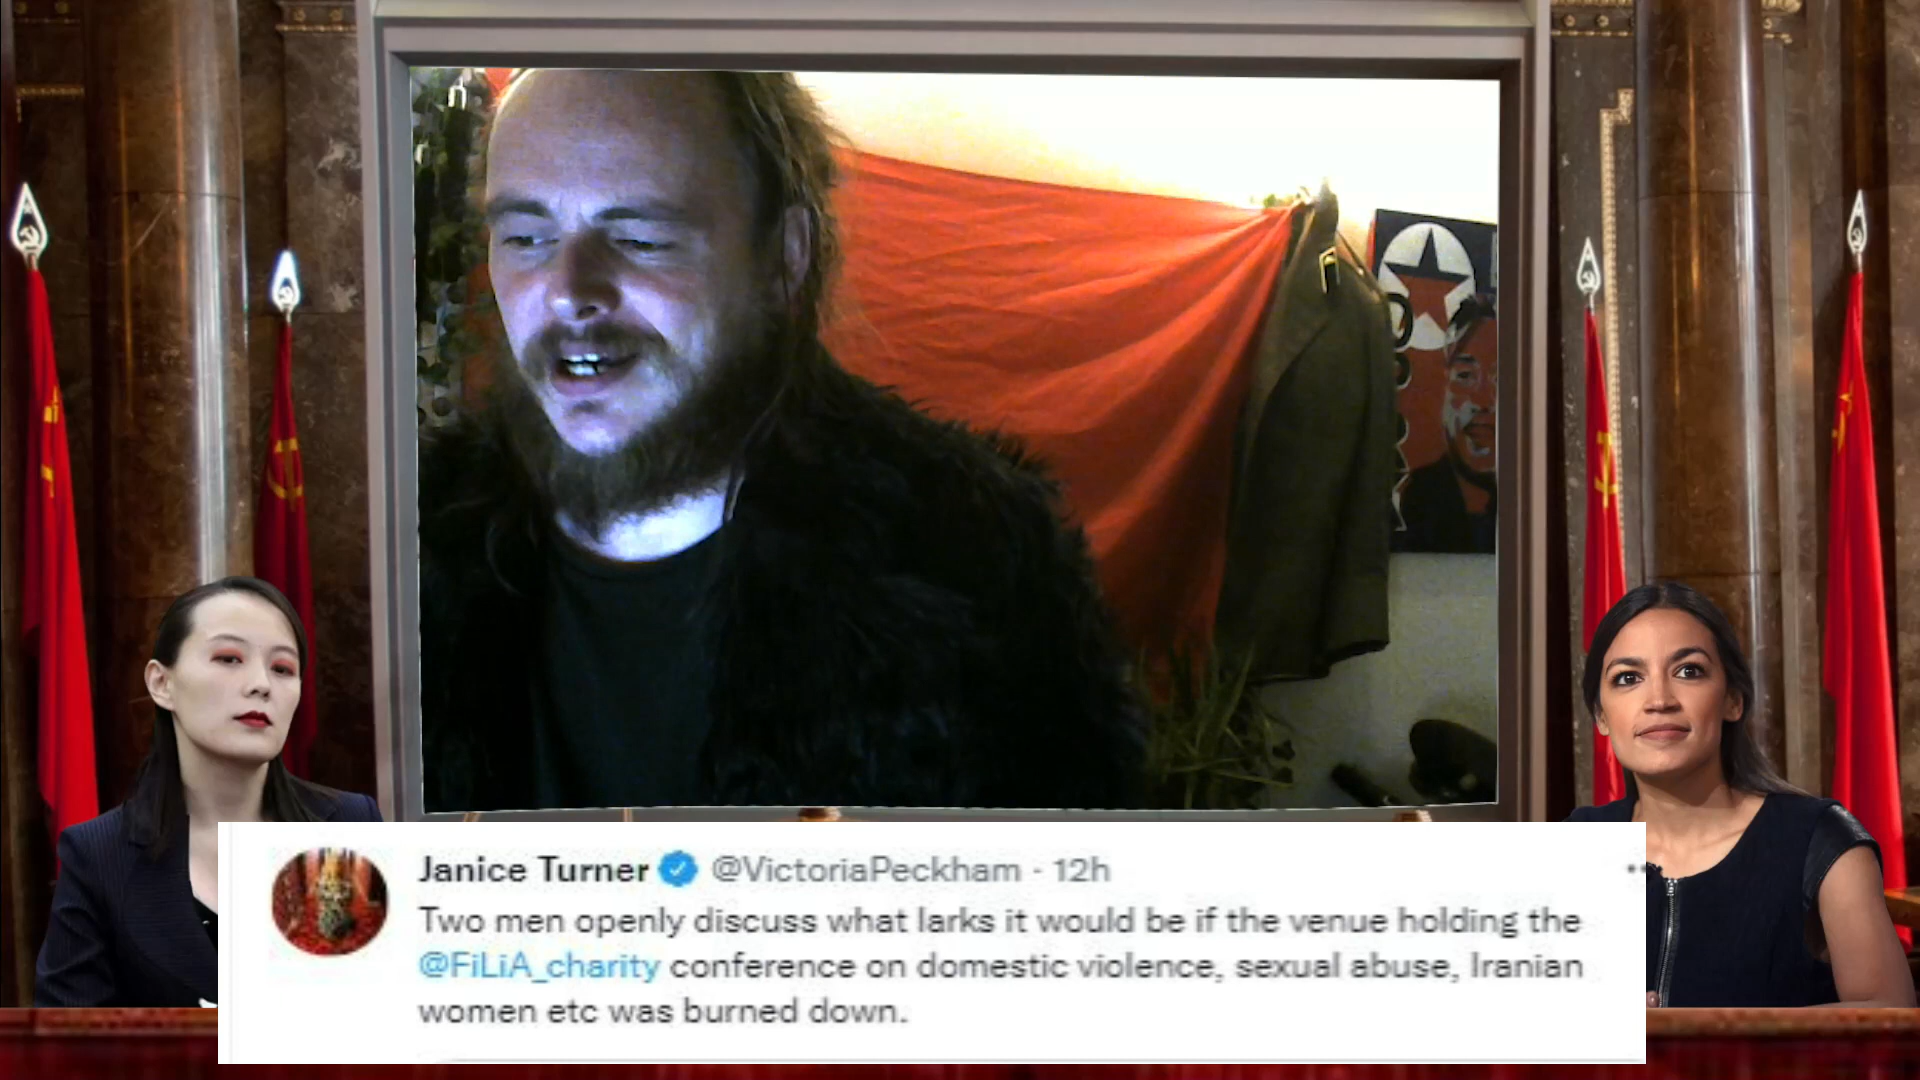 Janice Turner @VictoriaPeckham · 12h
Two men openly discuss what larks it would be if the venue holding the
@FiLiA_charity conference on domestic violence, sexual abuse, Iranian
women etc was burned down.